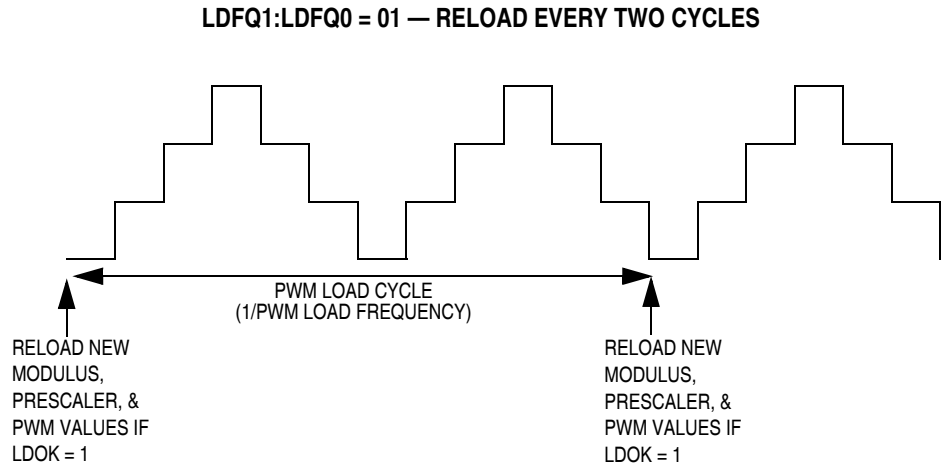 LDFQ1:LDFQ0 = 01 — RELOAD EVERY TWO CYCLES
PWM LOAD CYCLE
(1/PWM LOAD FREQUENCY)
RELOAD NEW
MODULUS,
PRESCALER, &
PWM VALUES IF
LDOK = 1
RELOAD NEW
MODULUS,
PRESCALER, &
PWM VALUES IF
LDOK = 1